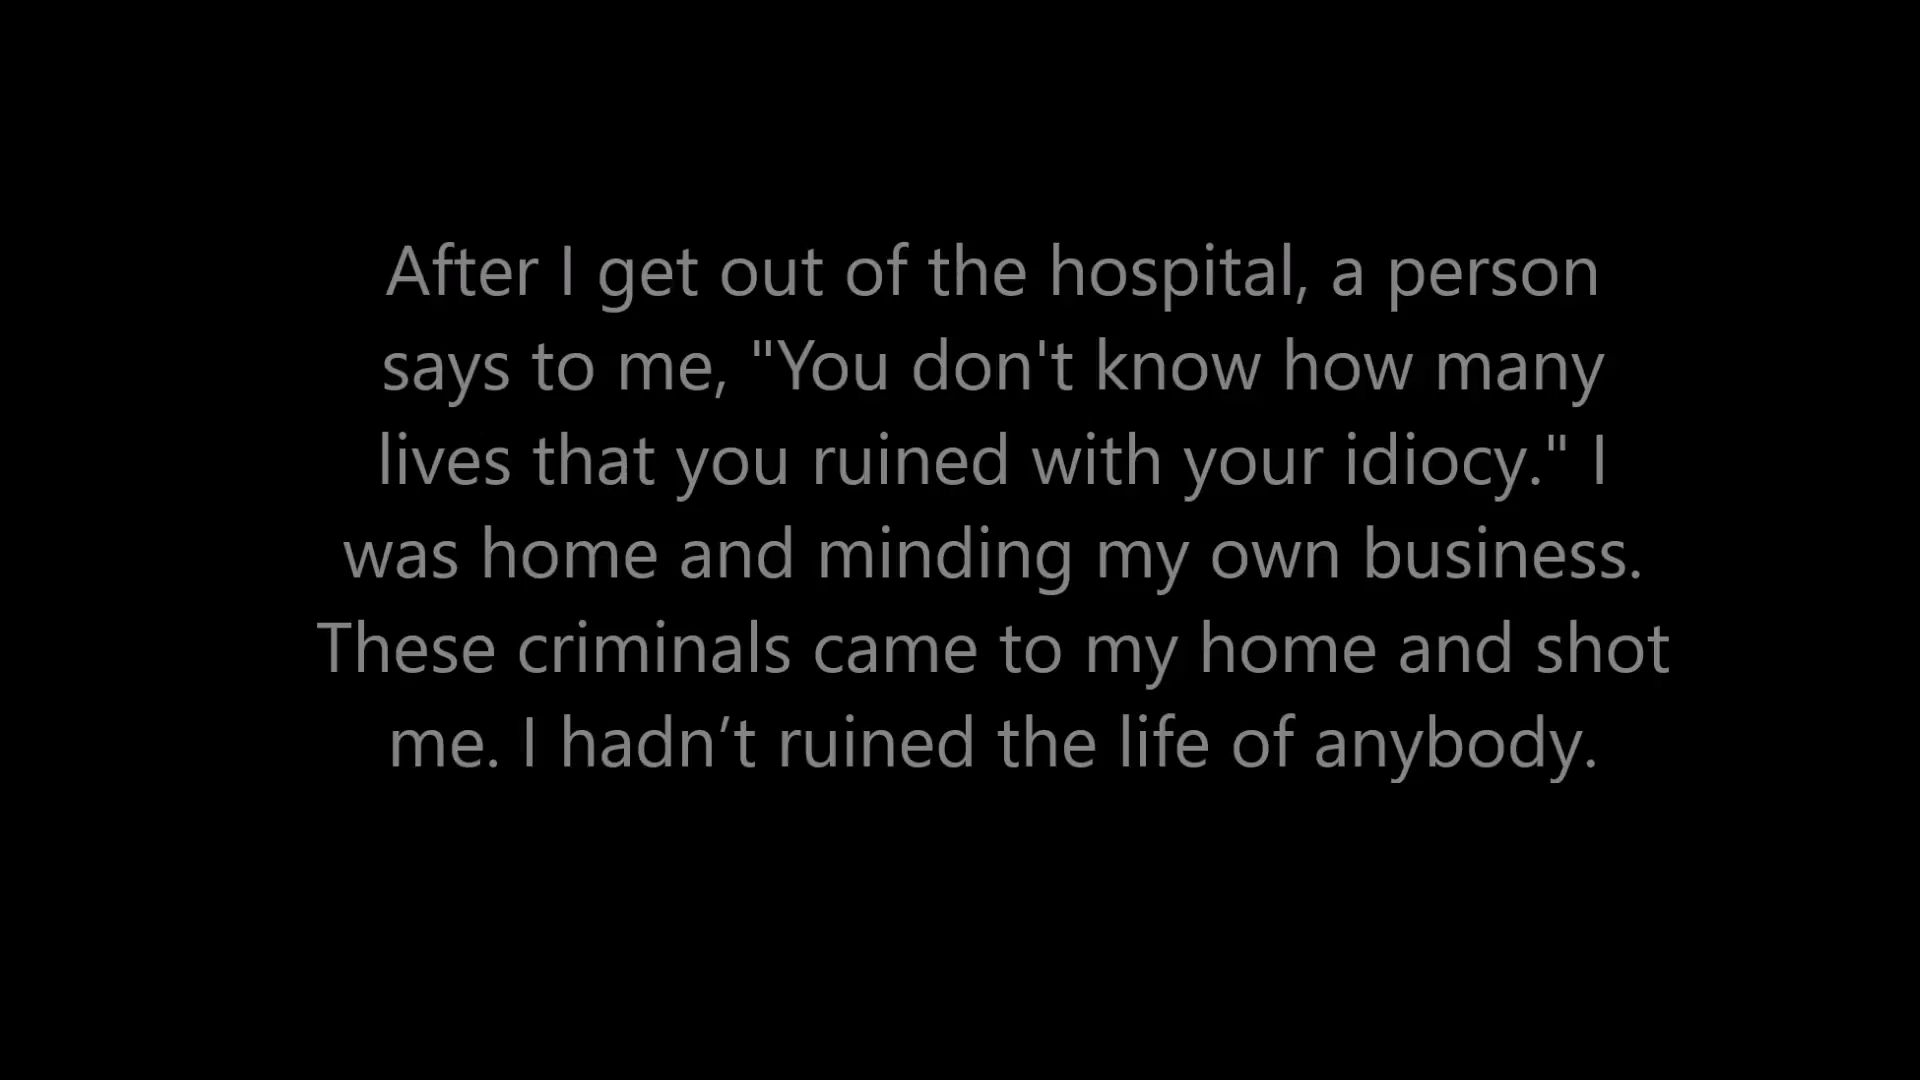 After I get out of the hospital, a person
says to me, "You don't know how many
lives that you ruined with your idiocy." I
was home and minding my own business.
These criminals came to my home and shot
me. I hadn’t ruined the life of anybody.